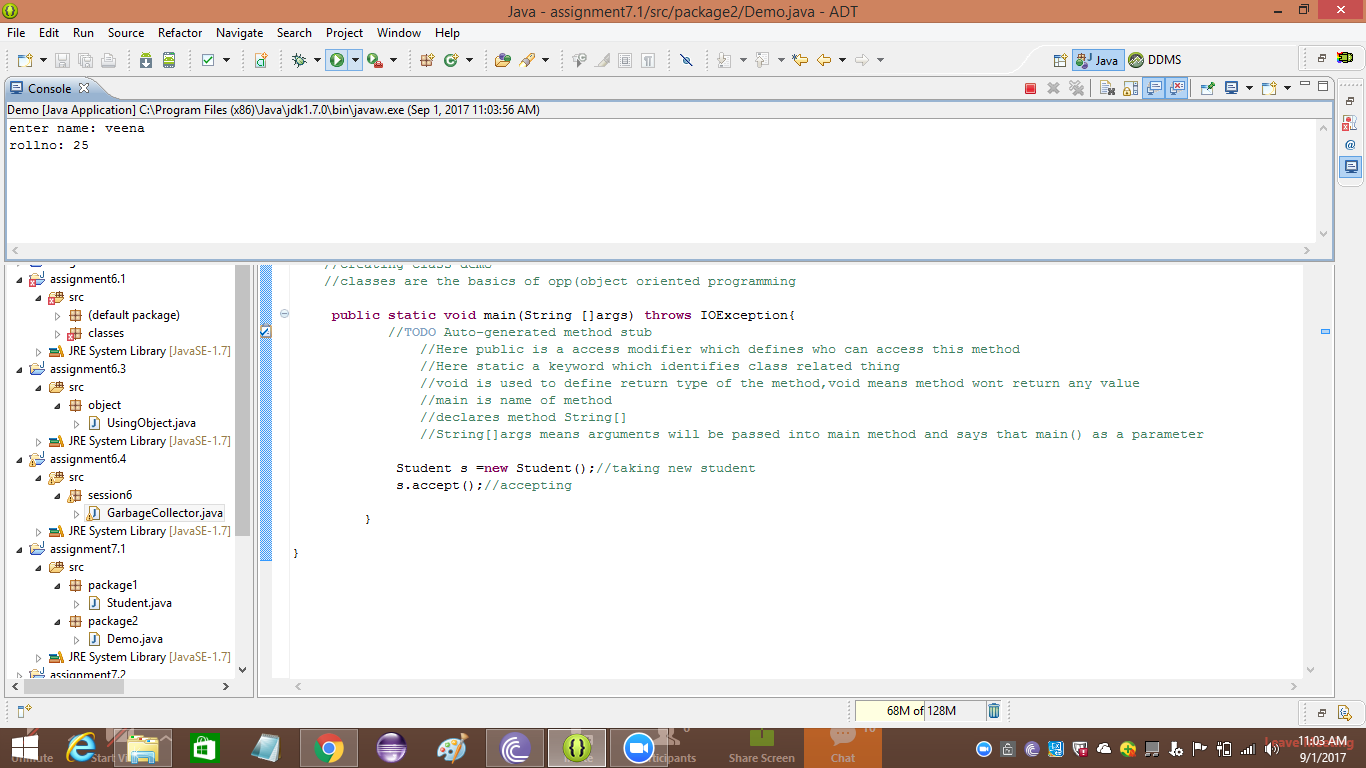 Java - assignment7.1/src/package2/Demo.java - ADT
File Edit Run Source Refactor Navigate Search Project Window Help
Java DDMS
Console
Demo [Java Application] C:\Program Files (x86)\Java\jdk1.7.0\bin\javaw.exe (Sep 1, 2017 11:03:56 AM)
enter name: veena
rollno: 25
assignment6.1
src
(default package)
classes
JRE System Library [JavaSE-1.7]
assignment6.3
src
object
UsingObject.java
JRE System Library [JavaSE-1.7]
assignment6.4
src
session6
GarbageCollector.java
JRE System Library [JavaSE-1.7]
assignment7.1
src
package1
Student.java
package2
Demo.java
JRE System Library [JavaSE-1.7]
assignment7.2
//creating class demo
//classes are the basics of opp(object oriented programming
public static void main(String []args) throws IOException{
//TODO Auto-generated method stub
//Here public is a access modifier which defines who can access this method
//Here static a keyword which identifies class related thing
//void is used to define return type of the method,void means method wont return any value
//main is name of method
//declares method String[]
//String[]args means arguments will be passed into main method and says that main() as a parameter
Student s =new Student();//taking new student
s.accept();//accepting
}
}
68M of 128M
Unmute Start Share Screen Chat
11:03 AM
9/1/2017